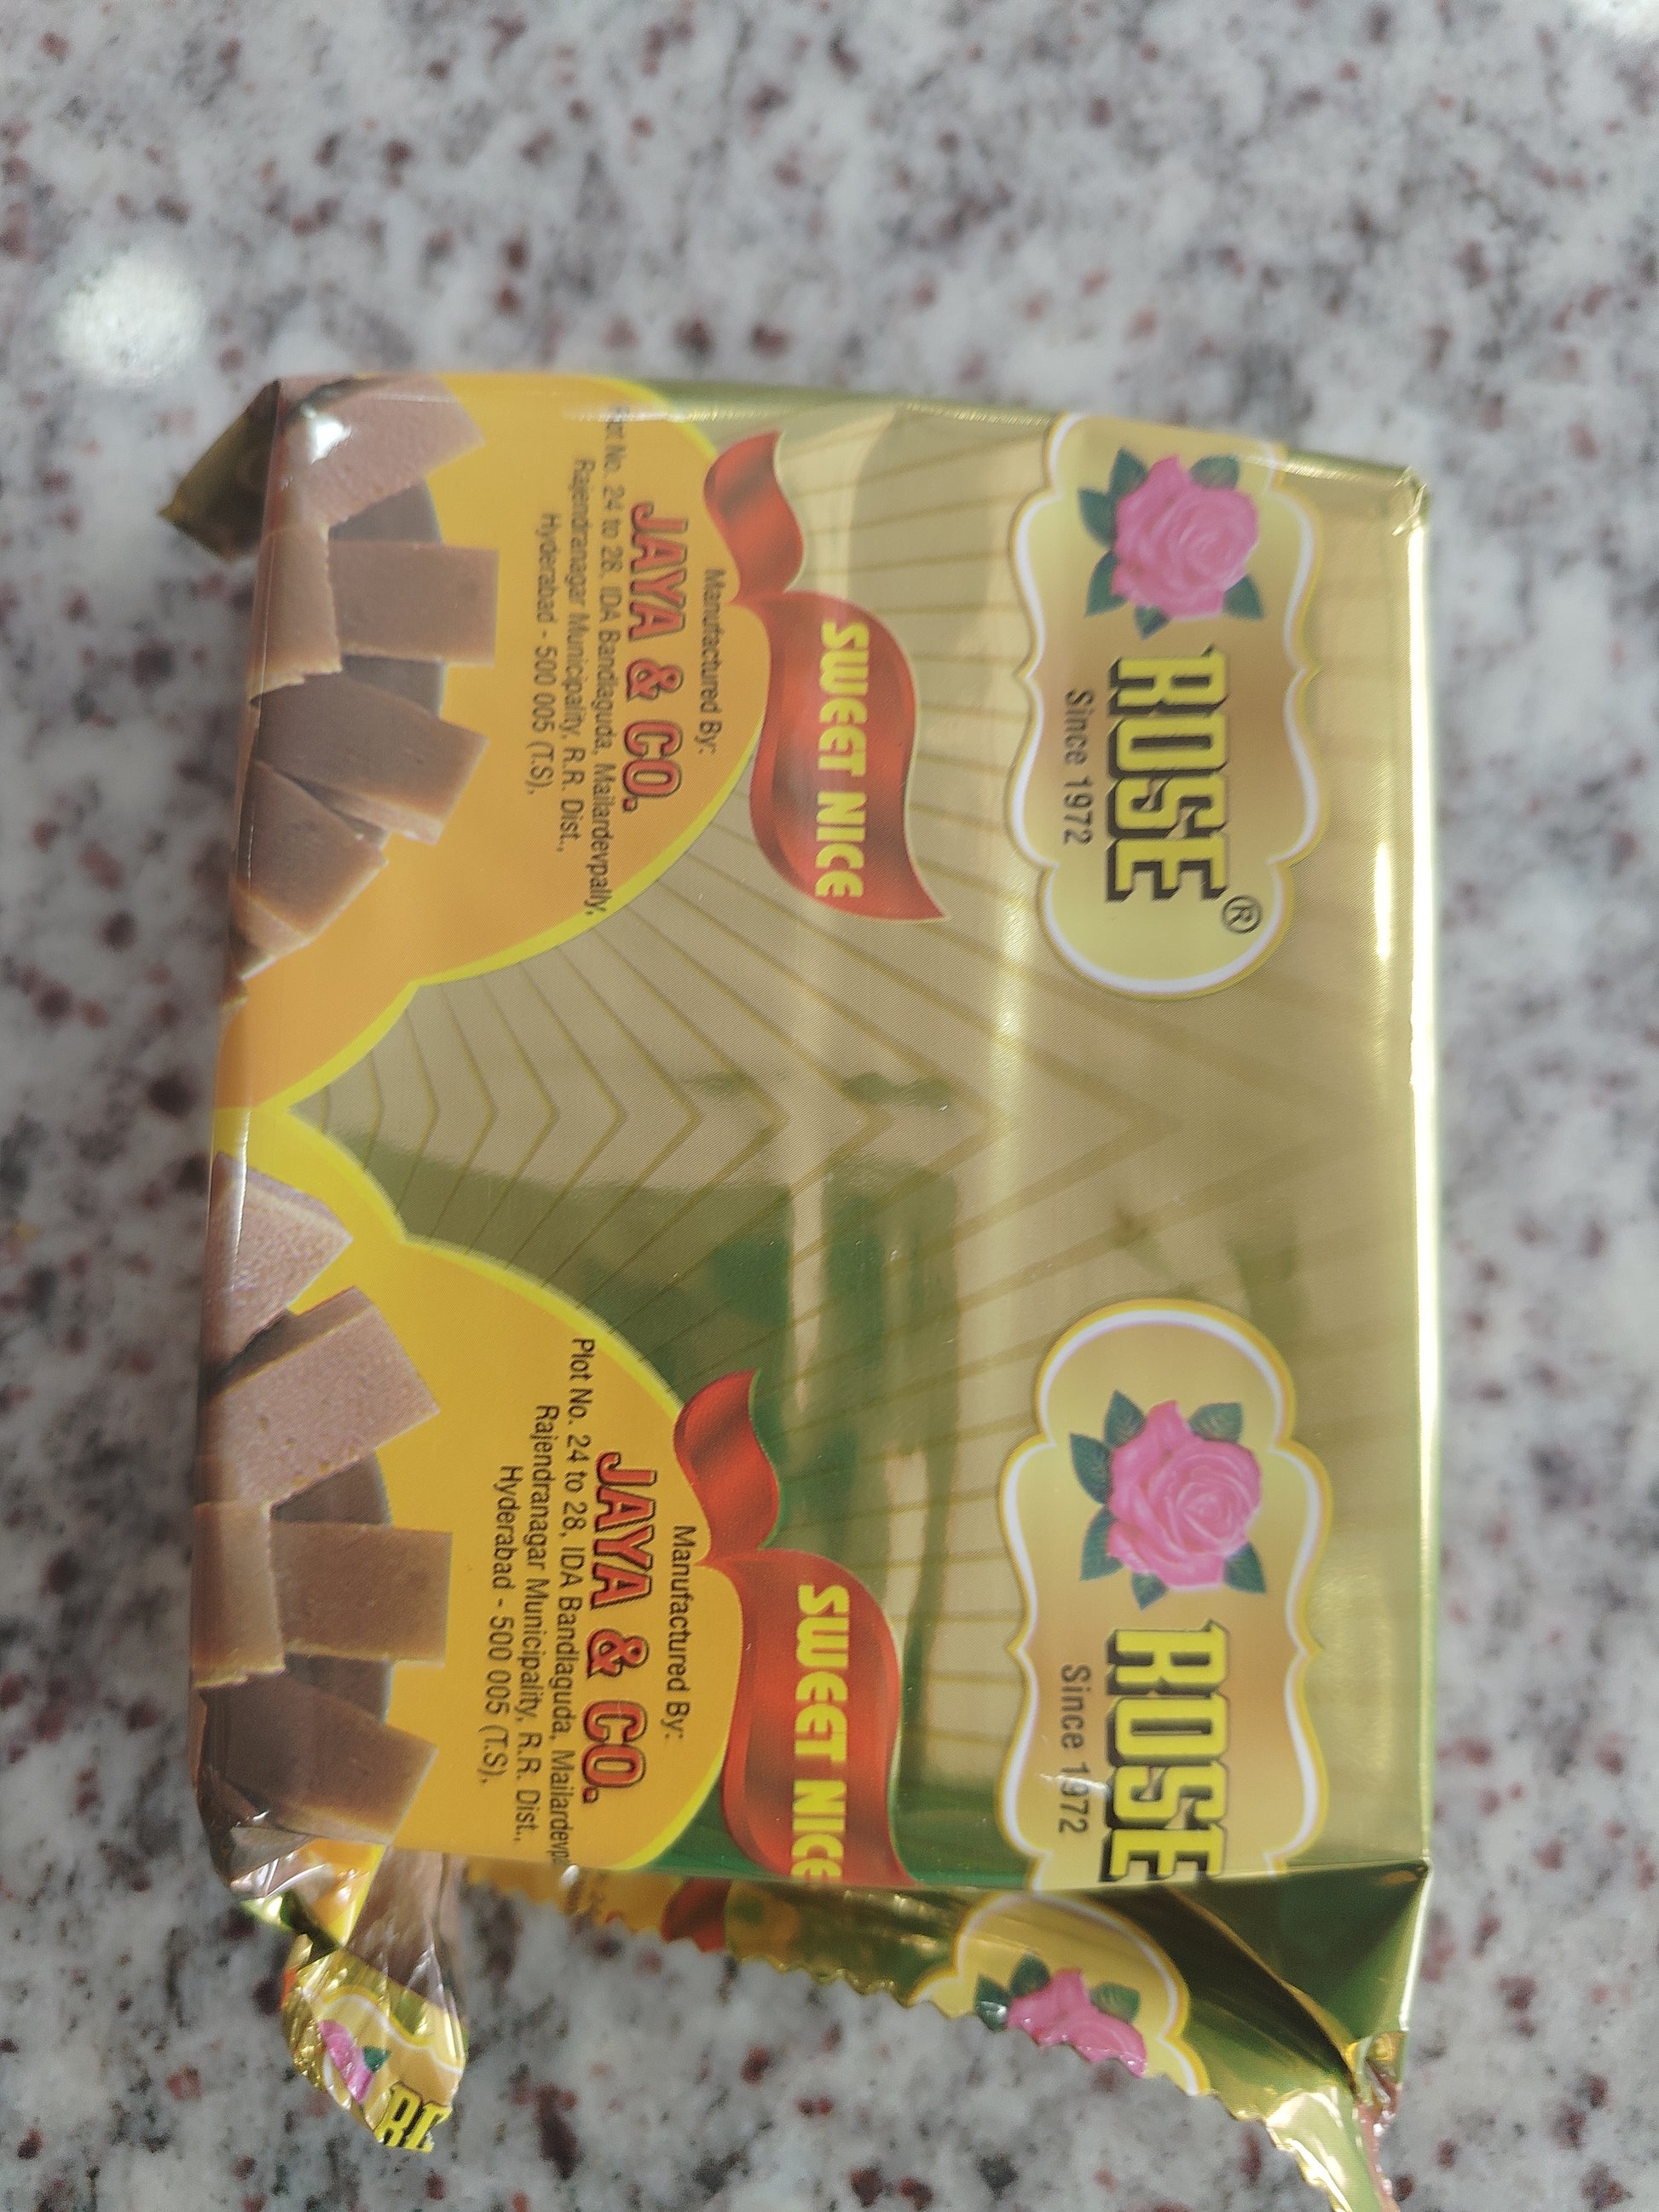 ROSE®
Since 1972
SWEET NICE
Manufactured By:
JAYA & CO.
No. 24 to 28, IDA Bandlaguda, Mailardevpally,
Rajendranagar Municipality, R.R. Dist.,
Hyderabad - 500 005 (T.S).
ROSE
Since 1972
SWEET NICE
Manufactured By:
JAYA & CO.
Plot No. 24 to 28, IDA Bandlaguda, Mailardevp
Rajendranagar Municipality, R.R. Dist.,
Hyderabad - 500 005 (T.S).